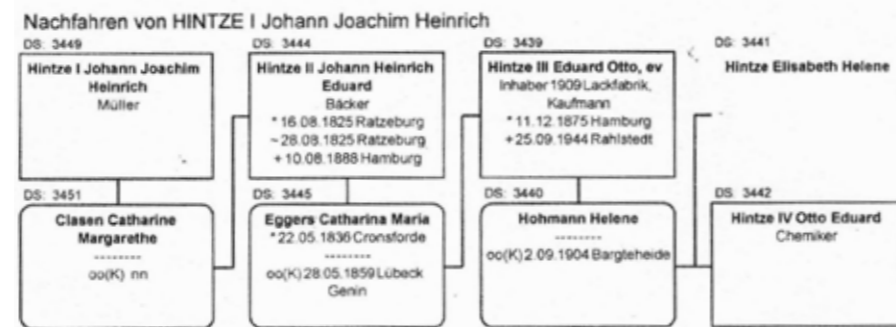 Nachfahren von HINTZE I Johann Joachim Heinrich
DS: 3449
Hintze I Johann Joachim
Heinrich
Müller
DS: 3451
Clasen Catharine
Margarethe
--------
oo(K) nn
DS: 3444
Hintze II Johann Heinrich
Eduard
Bäcker
* 16.08.1825 Ratzeburg
~ 28.08.1825 Ratzeburg
+ 10.08.1888 Hamburg
DS: 3445
Eggers Catharina Maria
* 22.05.1836 Cronsforde
--------
oo(K) 28.05.1859 Lübeck
Genin
DS: 3439
Hintze III Eduard Otto, ev
Inhaber 1909 Lackfabrik,
Kaufmann
* 11.12.1875 Hamburg
+ 25.09.1944 Rahlstedt
DS: 3440
Hohmann Helene
--------
oo(K) 2.09.1904 Bargteheide
DS: 3441
Hintze Elisabeth Helene
DS: 3442
Hintze IV Otto Eduard
Chemiker